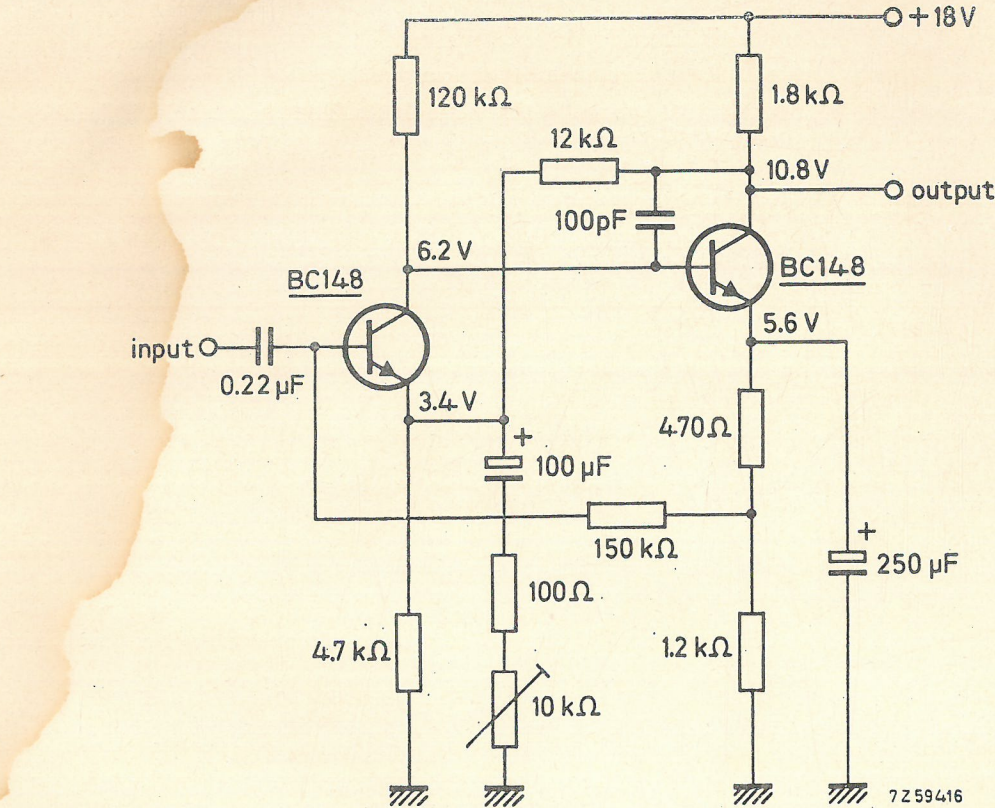 +18V
120 kΩ
1.8 kΩ
12 kΩ
10.8 V
output
100pF
6.2 V
BC148
BC148
5.6 V
input
0.22 µF
3.4 V
+
100 µF
470Ω
150 kΩ
+
250 µF
100Ω
4.7 kΩ
1.2 kΩ
10 kΩ
7Z59416